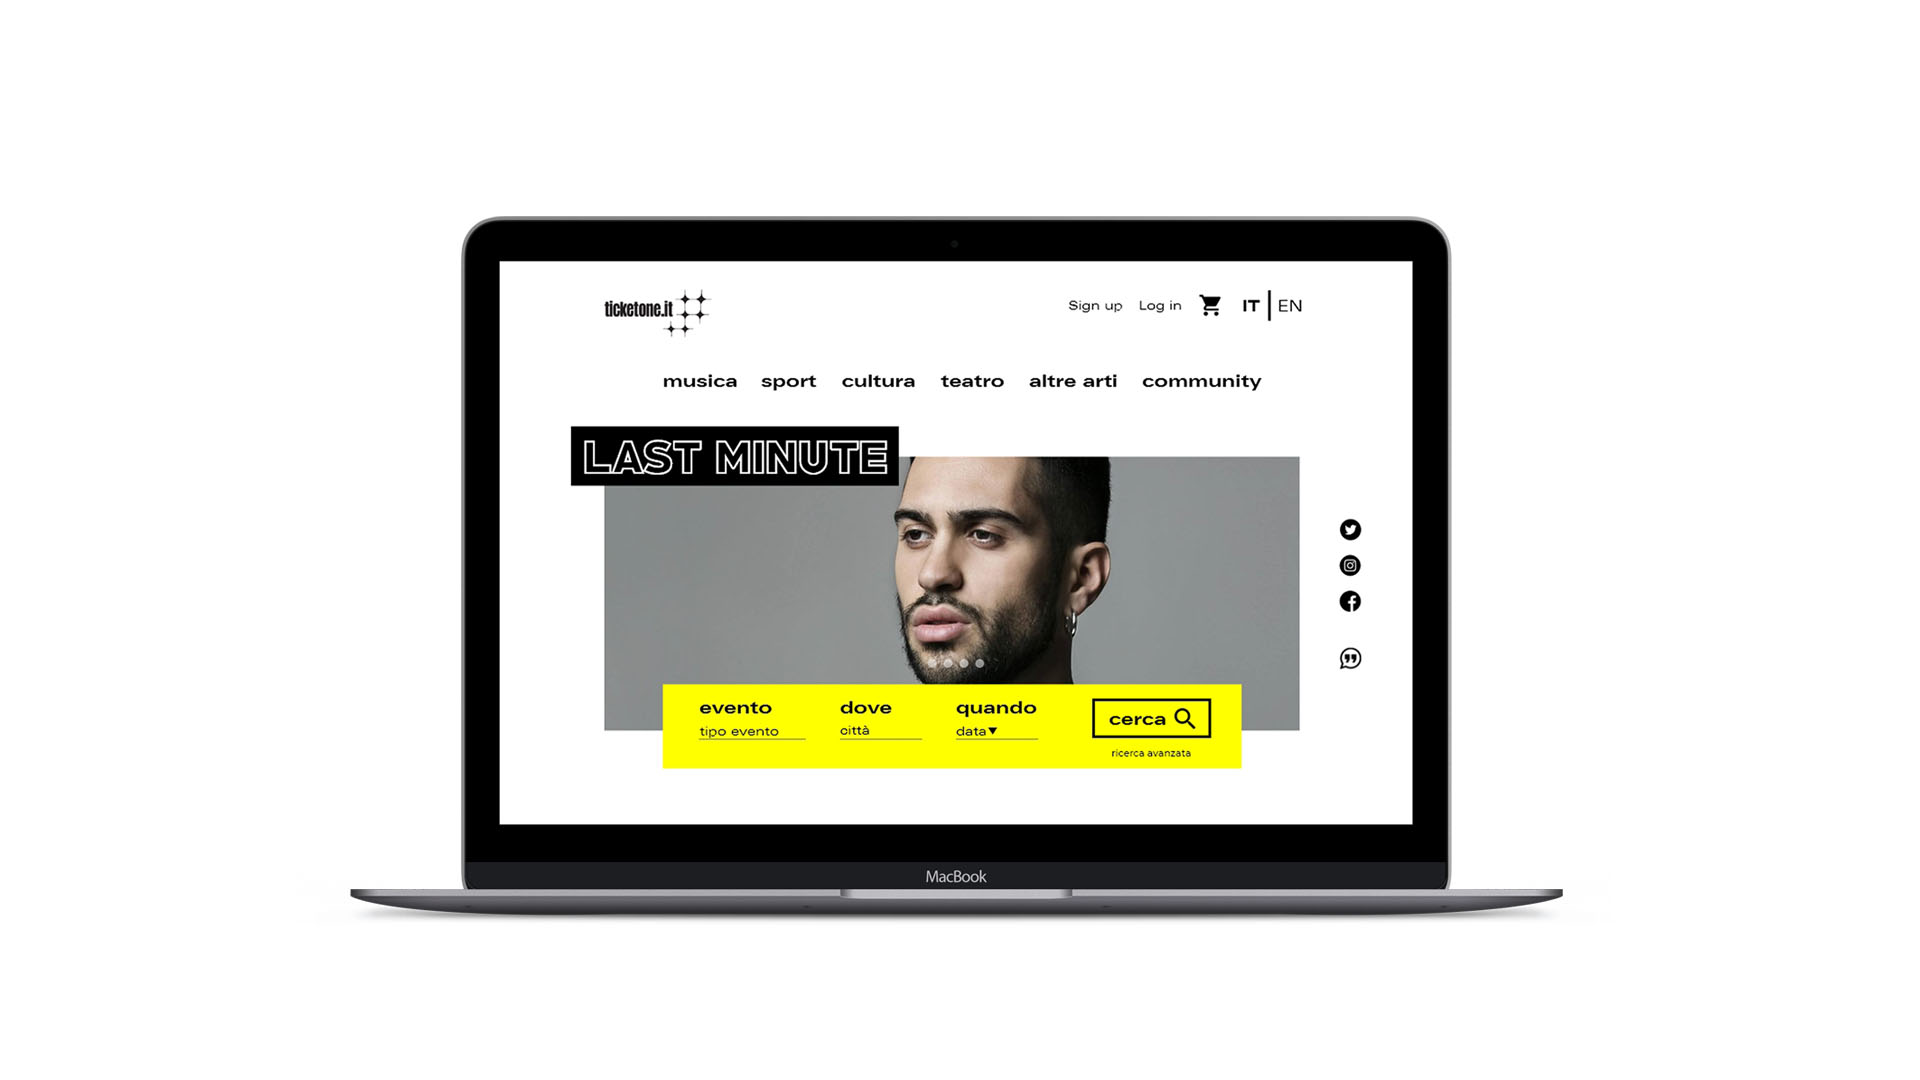 ticketone.it
Sign up Log in IT | EN
musica sport cultura teatro altre arti community
LAST MINUTE
evento dove quando
tipo evento città data▼
cerca
ricerca avanzata
MacBook